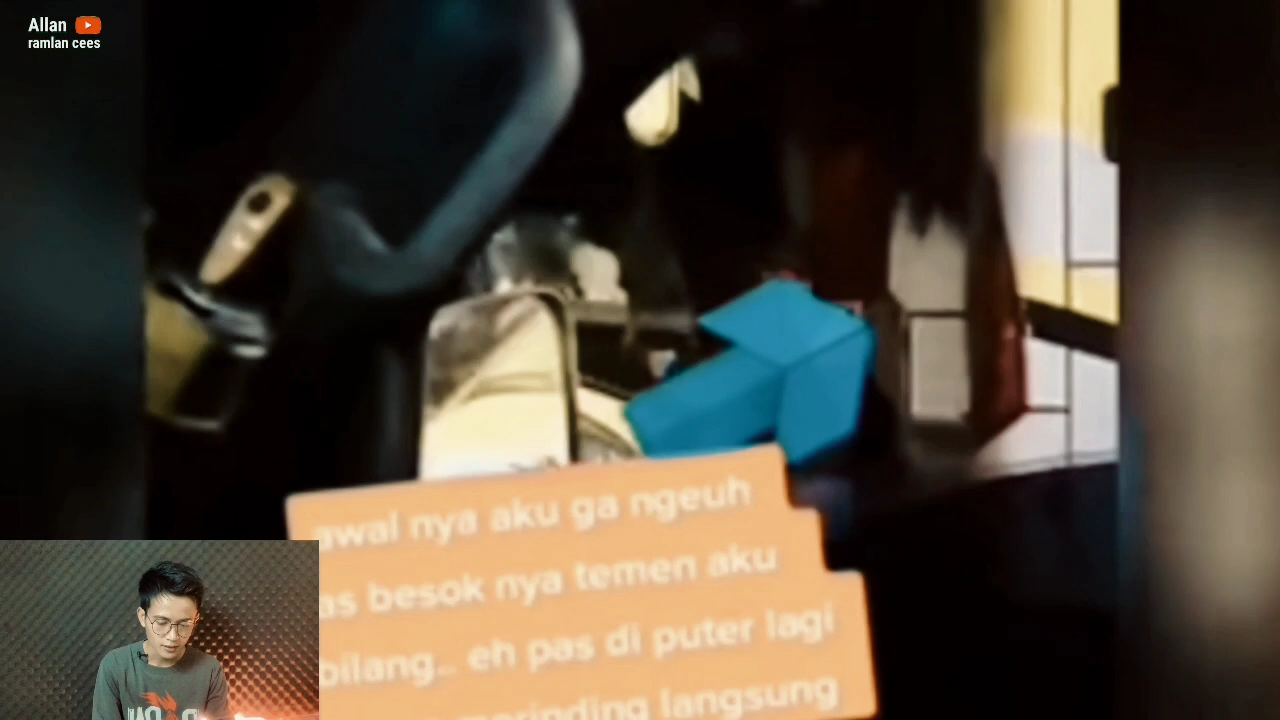 Allan
ramlan cees
awal nya aku ga ngeuh
as besok nya temen aku
bilang.. eh pas di puter lagi
merinding langsung